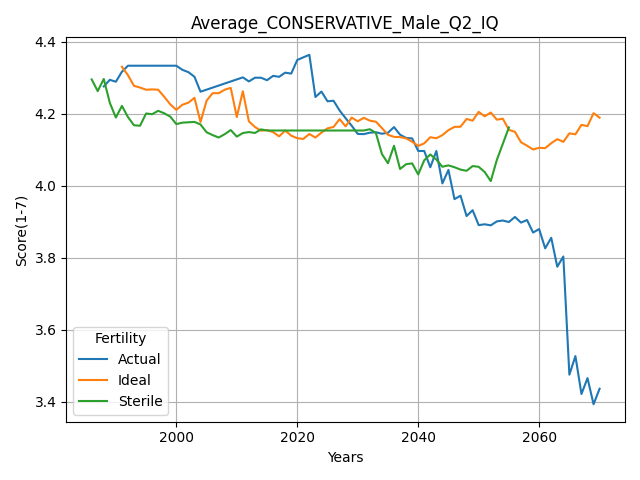 Average_CONSERVATIVE_Male_Q2_IQ
Score(1-7)
4.4
4.2
4.0
3.8
3.6
3.4
Fertility
Actual
Ideal
Sterile
2000
2020
2040
2060
Years